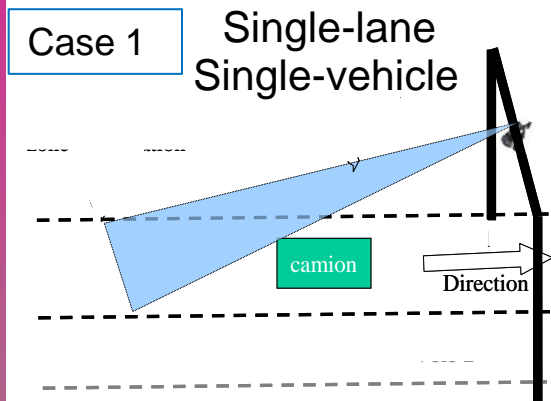 Case 1
Single-lane
Single-vehicle
camion
Direction